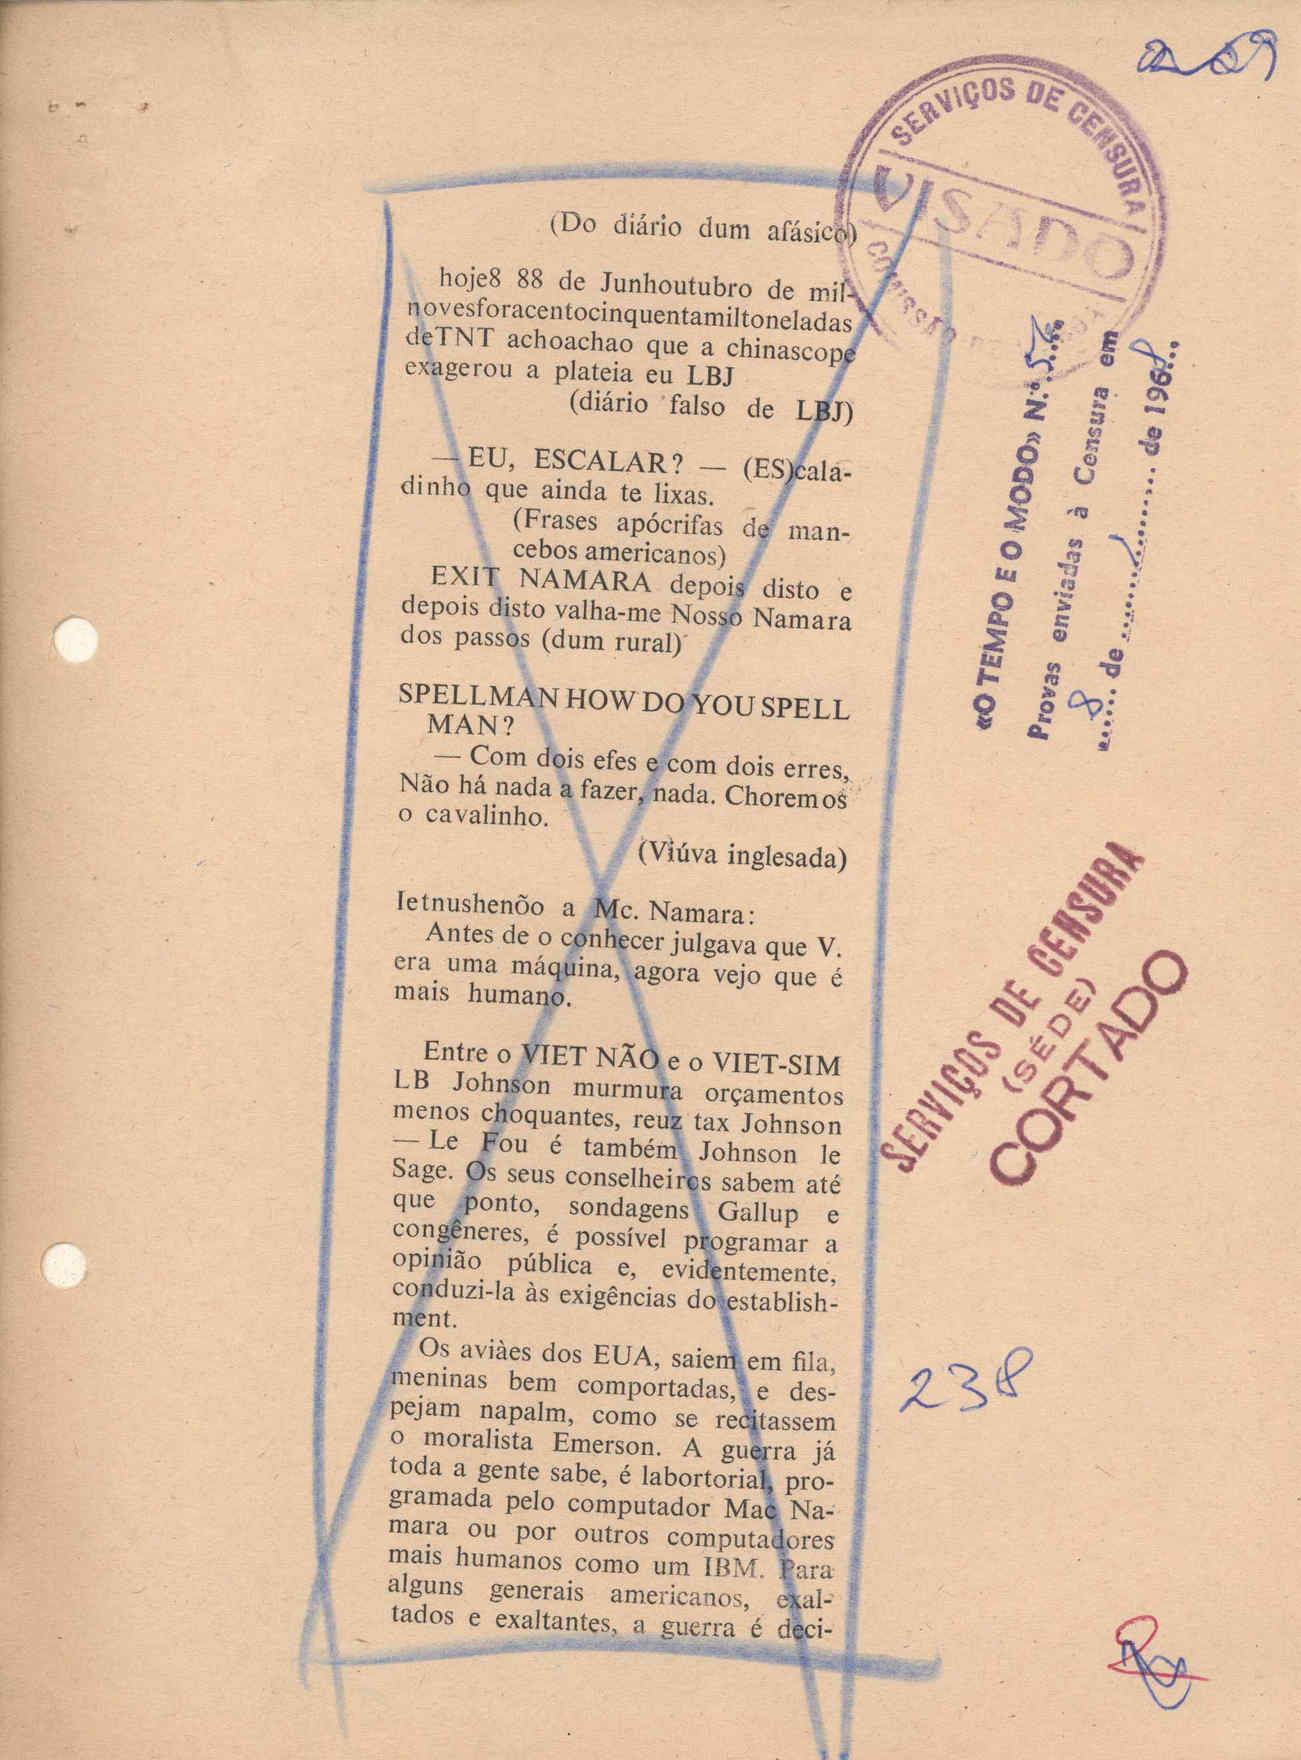 SERVIÇOS DE CENSURA
VISADO
COMISSÃO DE
(Do diário dum afásico)
hoje8 88 de Junhoutubro de mil-
novesforacentocinquentamiltoneladas
deTNT achoachao que a chinascope
exagerou a plateia eu LBJ
(diário falso de LBJ)
— EU, ESCALAR? — (ES)cala-
dinho que ainda te lixas.
(Frases apócrifas de man-
cebos americanos)
EXIT NAMARA depois disto e
depois disto valha-me Nosso Namara
dos passos (dum rural)
SPELLMAN HOW DO YOU SPELL
MAN?
— Com dois efes e com dois erres,
Não há nada a fazer, nada. Choremos
o cavalinho.
(Viúva inglesada)
Ietnushenõo a Mc. Namara:
Antes de o conhecer julgava que V.
era uma máquina, agora vejo que é
mais humano.
Entre o VIET NÃO e o VIET-SIM
LB Johnson murmura orçamentos
menos choquantes, reuz tax Johnson
— Le Fou é também Johnson le
Sage. Os seus conselheiros sabem até
que ponto, sondagens Gallup e
congêneres, é possível programar a
opinião pública e, evidentemente,
conduzi-la às exigências do establish-
ment.
Os aviàes dos EUA, saiem em fila,
meninas bem comportadas, e des-
pejam napalm, como se recitassem
o moralista Emerson. A guerra já
toda a gente sabe, é labortorial, pro-
gramada pelo computador Mac Na-
mara ou por outros computadores
mais humanos como um IBM. Para
alguns generais americanos, exal-
tados e exaltantes, a guerra é deci-
«O TEMPO E O MODO» N.º 57
Provas enviadas à Censura em
8 de 1 de 1968
SERVIÇOS DE CENSURA
(SÉDE)
CORTADO
238